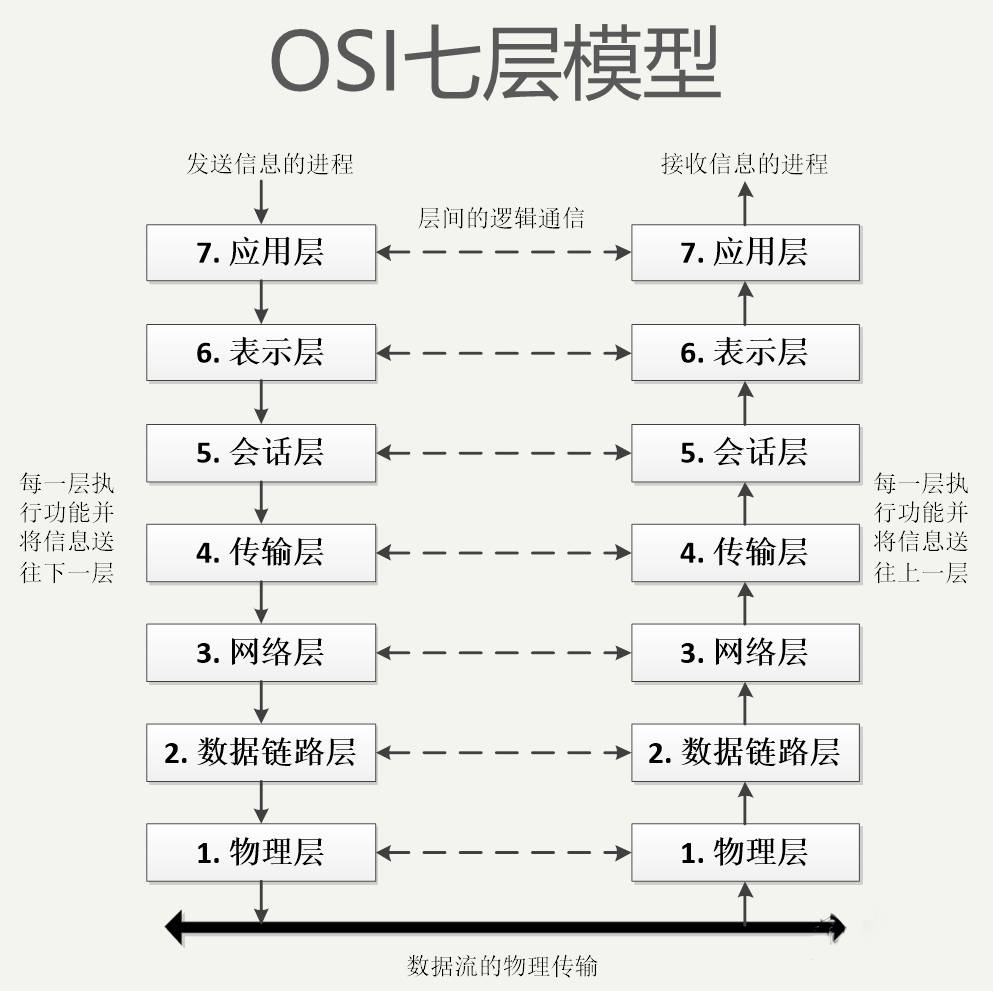 OSI七层模型
发送信息的进程
接收信息的进程
层间的逻辑通信
7. 应用层
7. 应用层
6. 表示层
6. 表示层
5. 会话层
5. 会话层
每一层执
行功能并
将信息送
往下一层
每一层执
行功能并
将信息送
往上一层
4. 传输层
4. 传输层
3. 网络层
3. 网络层
2. 数据链路层
2. 数据链路层
1. 物理层
1. 物理层
数据流的物理传输